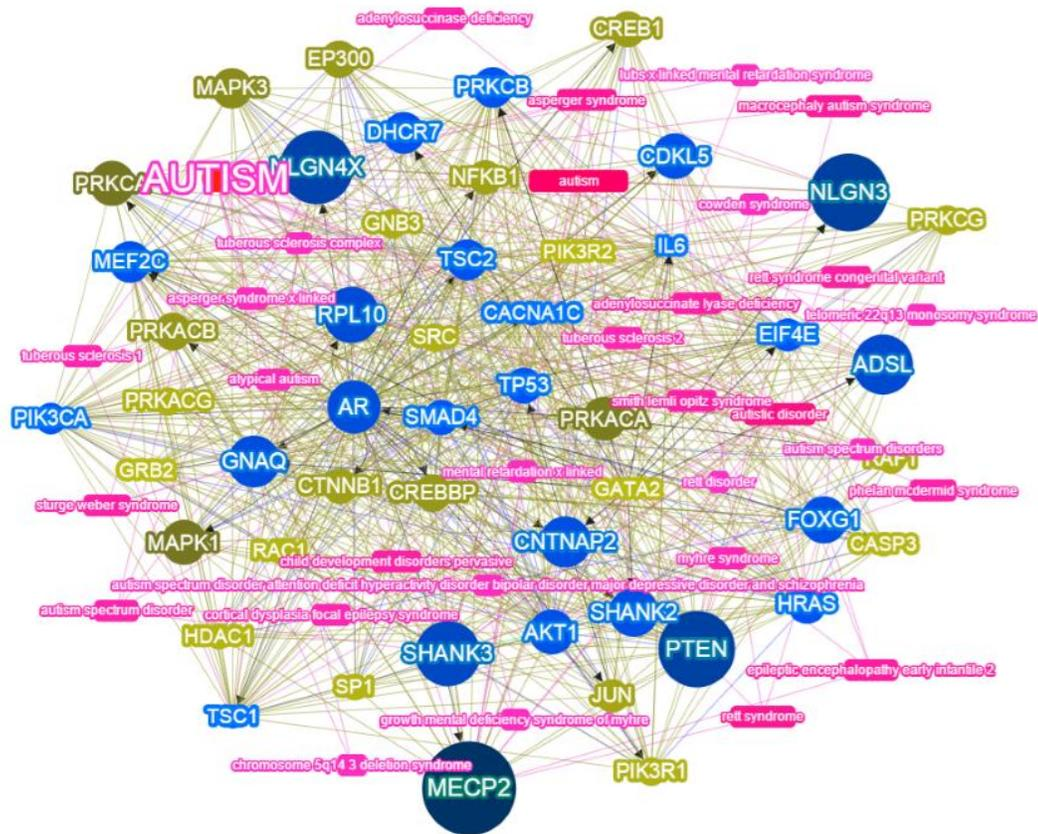 adenylosuccinase deficiency
CREB1
EP300
lubs x linked mental retardation syndrome
MAPK3
PRKCB
asperger syndrome
macrocephaly autism syndrome
DHCR7
CDKL5
NLGN4X
AUTISM
NFKB1
autism
NLGN3
cowden syndrome
GNB3
PRKCG
tuberous sclerosis complex
PIK3R2
IL6
MEF2C
TSC2
rett syndrome congenital variant
asperger syndrome x linked
adenylosuccinate lyase deficiency
RPL10
CACNA1C
telomeric 22q13 monosomy syndrome
PRKACB
SRC
tuberous sclerosis 2
EIF4E
tuberous sclerosis 1
ADSL
atypical autism
TP53
PRKACG
smith lemli opitz syndrome
AR
PIK3CA
SMAD4
PRKACA
autistic disorder
autism spectrum disorders
GNAQ
GRB2
mental retardation x linked
rett disorder
CTNNB1
CREBBP
GATA2
phelan mcdermid syndrome
sturge weber syndrome
FOXG1
MAPK1
CNTNAP2
CASP3
RAC1
child development disorders pervasive
myhre syndrome
autism spectrum disorder attention deficit hyperactivity disorder bipolar disorder major depressive disorder and schizophrenia
autism spectrum disorder
cortical dysplasia focal epilepsy syndrome
SHANK2
HRAS
HDAC1
AKT1
SHANK3
PTEN
epileptic encephalopathy early infantile 2
SP1
JUN
TSC1
growth mental deficiency syndrome of myhre
rett syndrome
chromosome 5q14 3 deletion syndrome
PIK3R1
MECP2